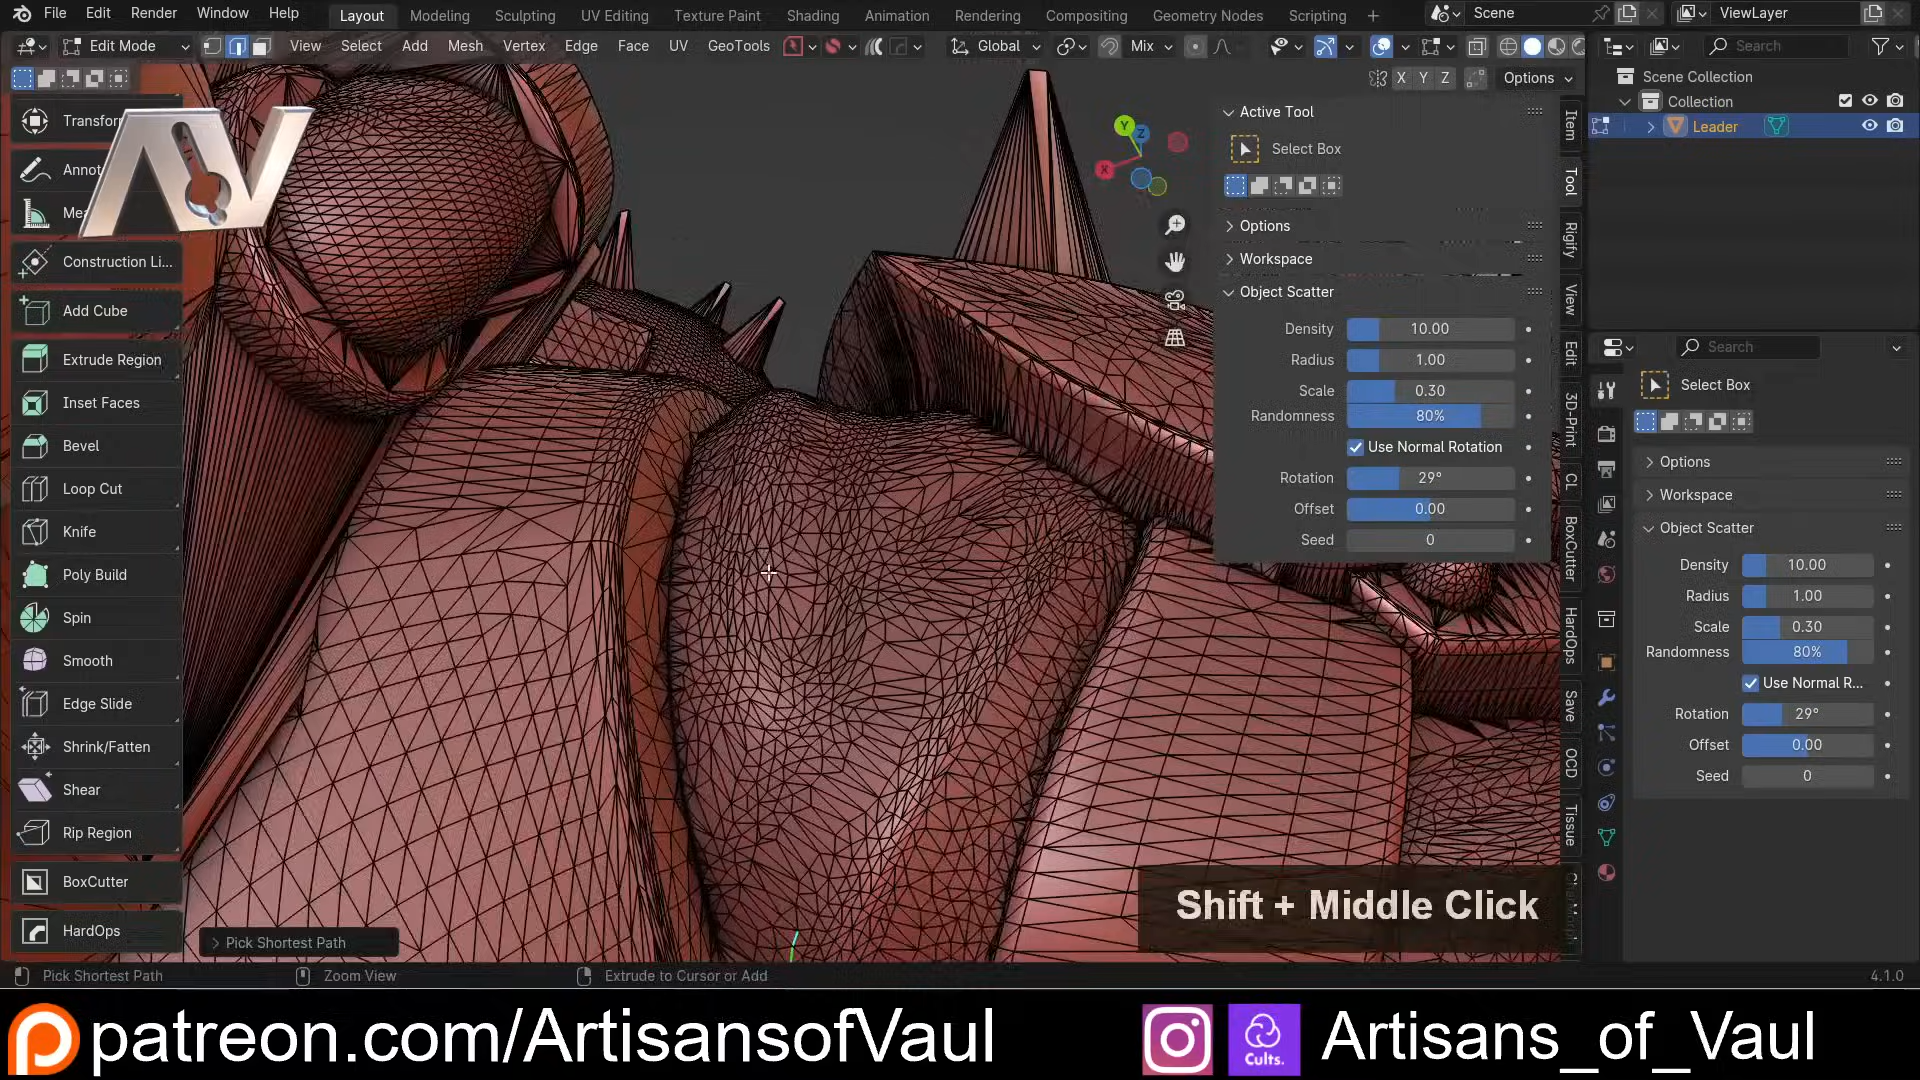 File Edit Render Window Help Layout Modeling Sculpting UV Editing Texture Paint Shading Animation Rendering Compositing Geometry Nodes Scripting + Scene ViewLayer
Edit Mode View Select Add Mesh Vertex Edge Face UV GeoTools Global Mix Search
X Y Z Options
Scene Collection
Collection
Leader
Transfor
Annot
Mea
Construction Li...
Add Cube
Extrude Region
Inset Faces
Bevel
Loop Cut
Knife
Poly Build
Spin
Smooth
Edge Slide
Shrink/Fatten
Shear
Rip Region
BoxCutter
HardOps
AV
Y
Z
X
Active Tool
Select Box
Options
Workspace
Object Scatter
Density 10.00
Radius 1.00
Scale 0.30
Randomness 80%
Use Normal Rotation
Rotation 29°
Offset 0.00
Seed 0
Item
Tool
Rigify
View
Edit
3D-Print
CL
BoxCutter
HardOps
Save
OCD
Tissue
Search
Select Box
Options
Workspace
Object Scatter
Density 10.00
Radius 1.00
Scale 0.30
Randomness 80%
Use Normal R...
Rotation 29°
Offset 0.00
Seed 0
Shift + Middle Click
Pick Shortest Path
Pick Shortest Path Zoom View Extrude to Cursor or Add 4.1.0
patreon.com/ArtisansofVaul Cults. Artisans_of_Vaul